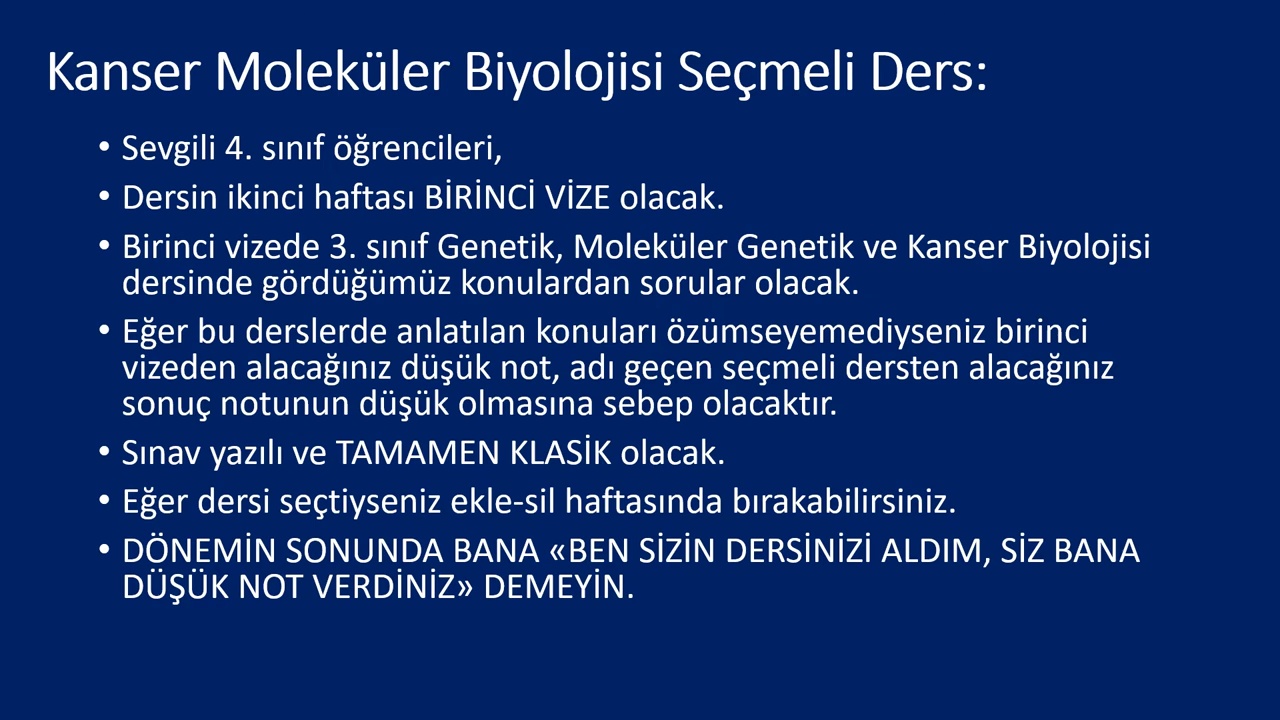 Kanser Moleküler Biyolojisi Seçmeli Ders:
• Sevgili 4. sınıf öğrencileri,
• Dersin ikinci haftası BİRİNCİ VİZE olacak.
• Birinci vizede 3. sınıf Genetik, Moleküler Genetik ve Kanser Biyolojisi
dersinde gördüğümüz konulardan sorular olacak.
• Eğer bu derslerde anlatılan konuları özümseyemediyseniz birinci
vizeden alacağınız düşük not, adı geçen seçmeli dersten alacağınız
sonuç notunun düşük olmasına sebep olacaktır.
• Sınav yazılı ve TAMAMEN KLASİK olacak.
• Eğer dersi seçtiyseniz ekle-sil haftasında bırakabilirsiniz.
• DÖNEMİN SONUNDA BANA «BEN SİZİN DERSİNİZİ ALDIM, SİZ BANA
DÜŞÜK NOT VERDİNİZ» DEMEYİN.